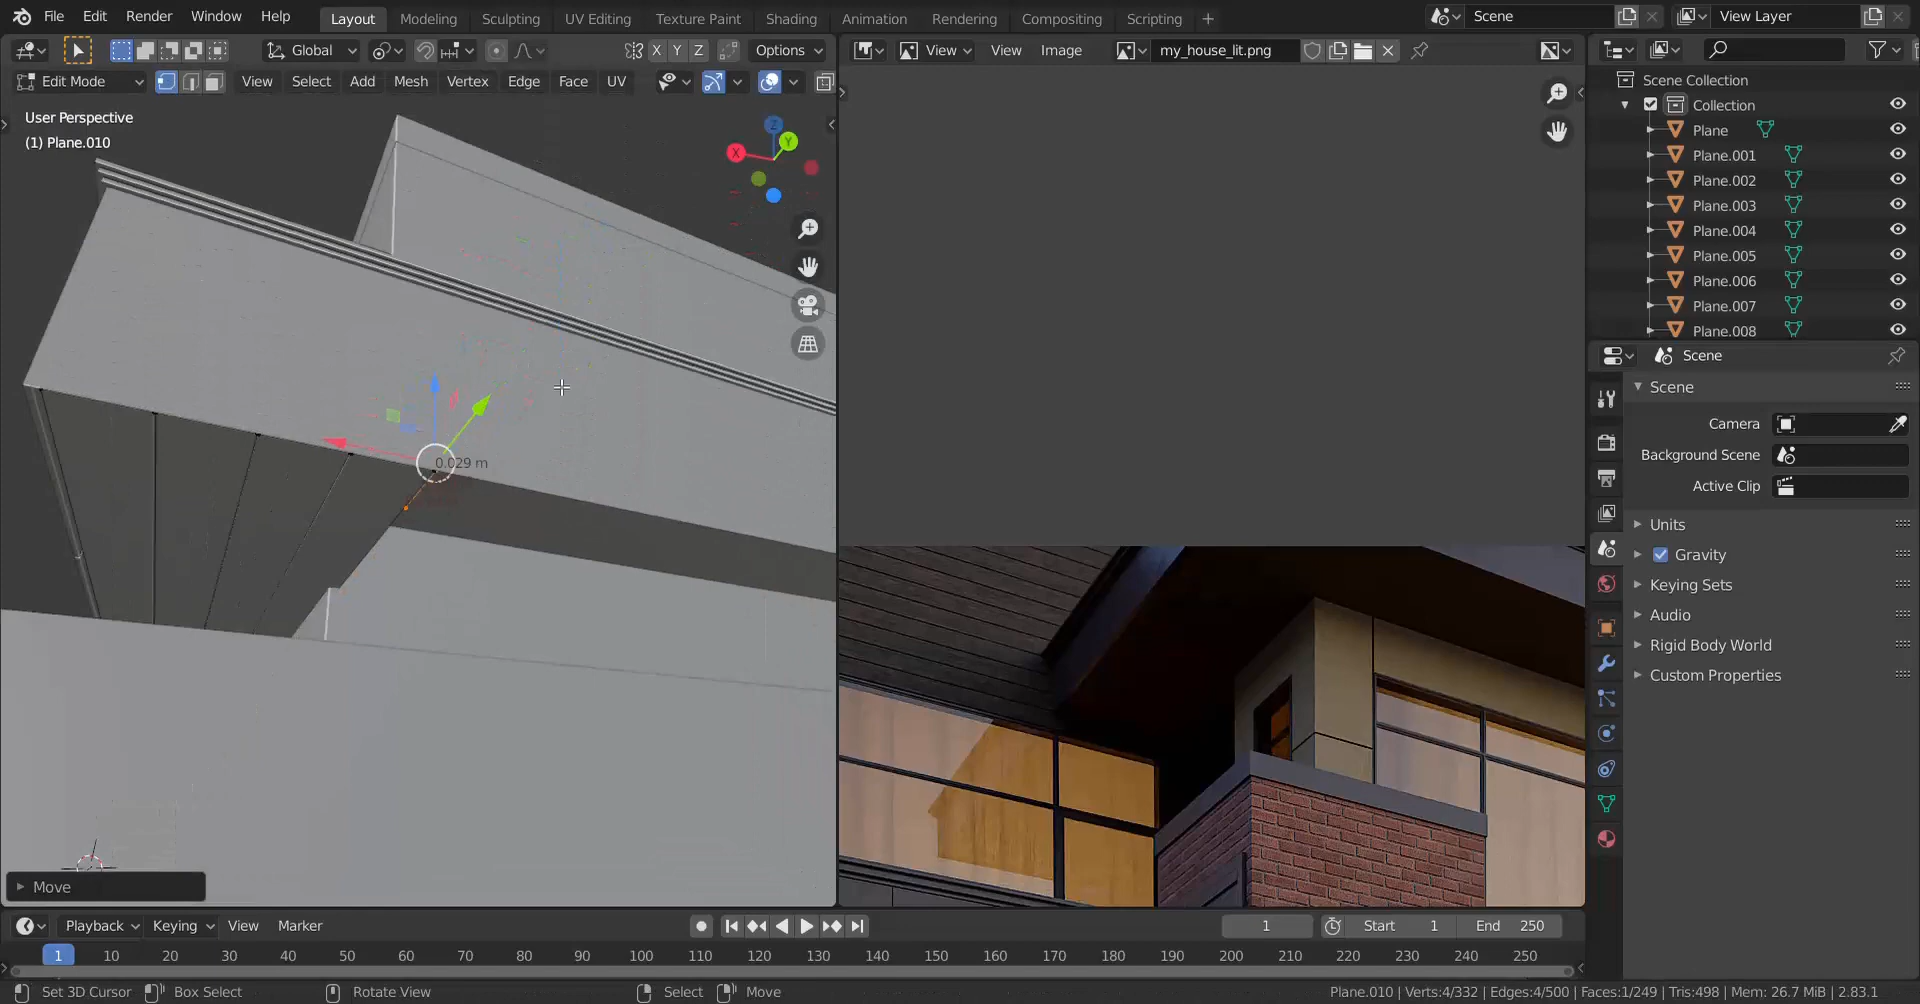 File Edit Render Window Help Layout Modeling Sculpting UV Editing Texture Paint Shading Animation Rendering Compositing Scripting + Scene View Layer
Global X Y Z Options View View Image my_house_lit.png
Edit Mode View Select Add Mesh Vertex Edge Face UV
User Perspective
(1) Plane.010
Z
Y
X
0.029 m
Move
Scene Collection
Collection
Plane
Plane.001
Plane.002
Plane.003
Plane.004
Plane.005
Plane.006
Plane.007
Plane.008
Scene
Scene
Camera
Background Scene
Active Clip
Units
Gravity
Keying Sets
Audio
Rigid Body World
Custom Properties
Playback Keying View Marker 1 Start 1 End 250
1 10 20 30 40 50 60 70 80 90 100 110 120 130 140 150 160 170 180 190 200 210 220 230 240 250
Set 3D Cursor Box Select Rotate View Select Move Plane.010 | Verts:4/332 | Edges:4/500 | Faces:1/249 | Tris:498 | Mem: 26.7 MiB | 2.83.1